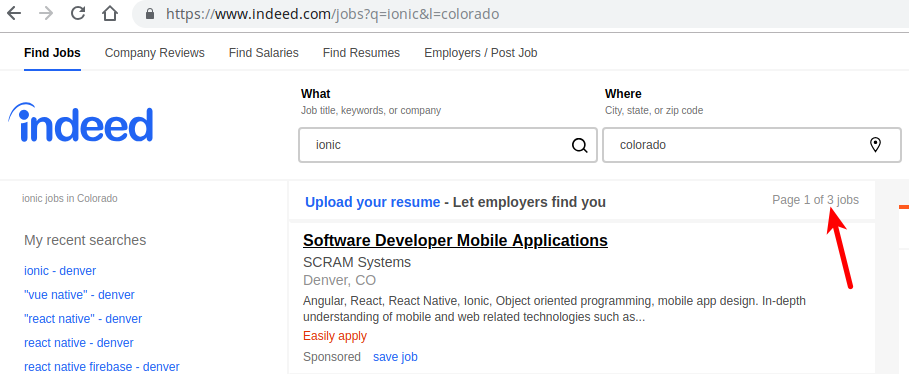 https://www.indeed.com/jobs?q=ionic&l=colorado
Find Jobs Company Reviews Find Salaries Find Resumes Employers / Post Job
indeed
What
Job title, keywords, or company
ionic
Where
City, state, or zip code
colorado
ionic jobs in Colorado
My recent searches
ionic - denver
"vue native" - denver
"react native" - denver
react native - denver
react native firebase - denver
Upload your resume - Let employers find you
Page 1 of 3 jobs
Software Developer Mobile Applications
SCRAM Systems
Denver, CO
Angular, React, React Native, Ionic, Object oriented programming, mobile app design. In-depth
understanding of mobile and web related technologies such as...
Easily apply
Sponsored save job